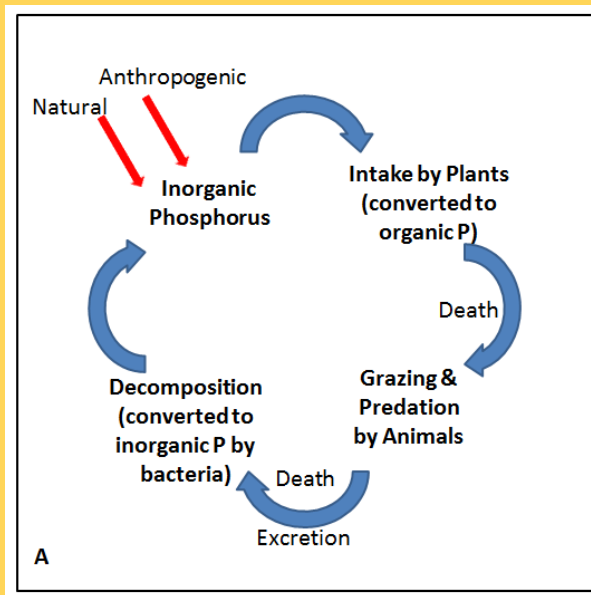 Anthropogenic
Natural
Inorganic
Phosphorus
Intake by Plants
(converted to
organic P)
Death
Grazing &
Predation
by Animals
Death
Excretion
Decomposition
(converted to
inorganic P by
bacteria)
A